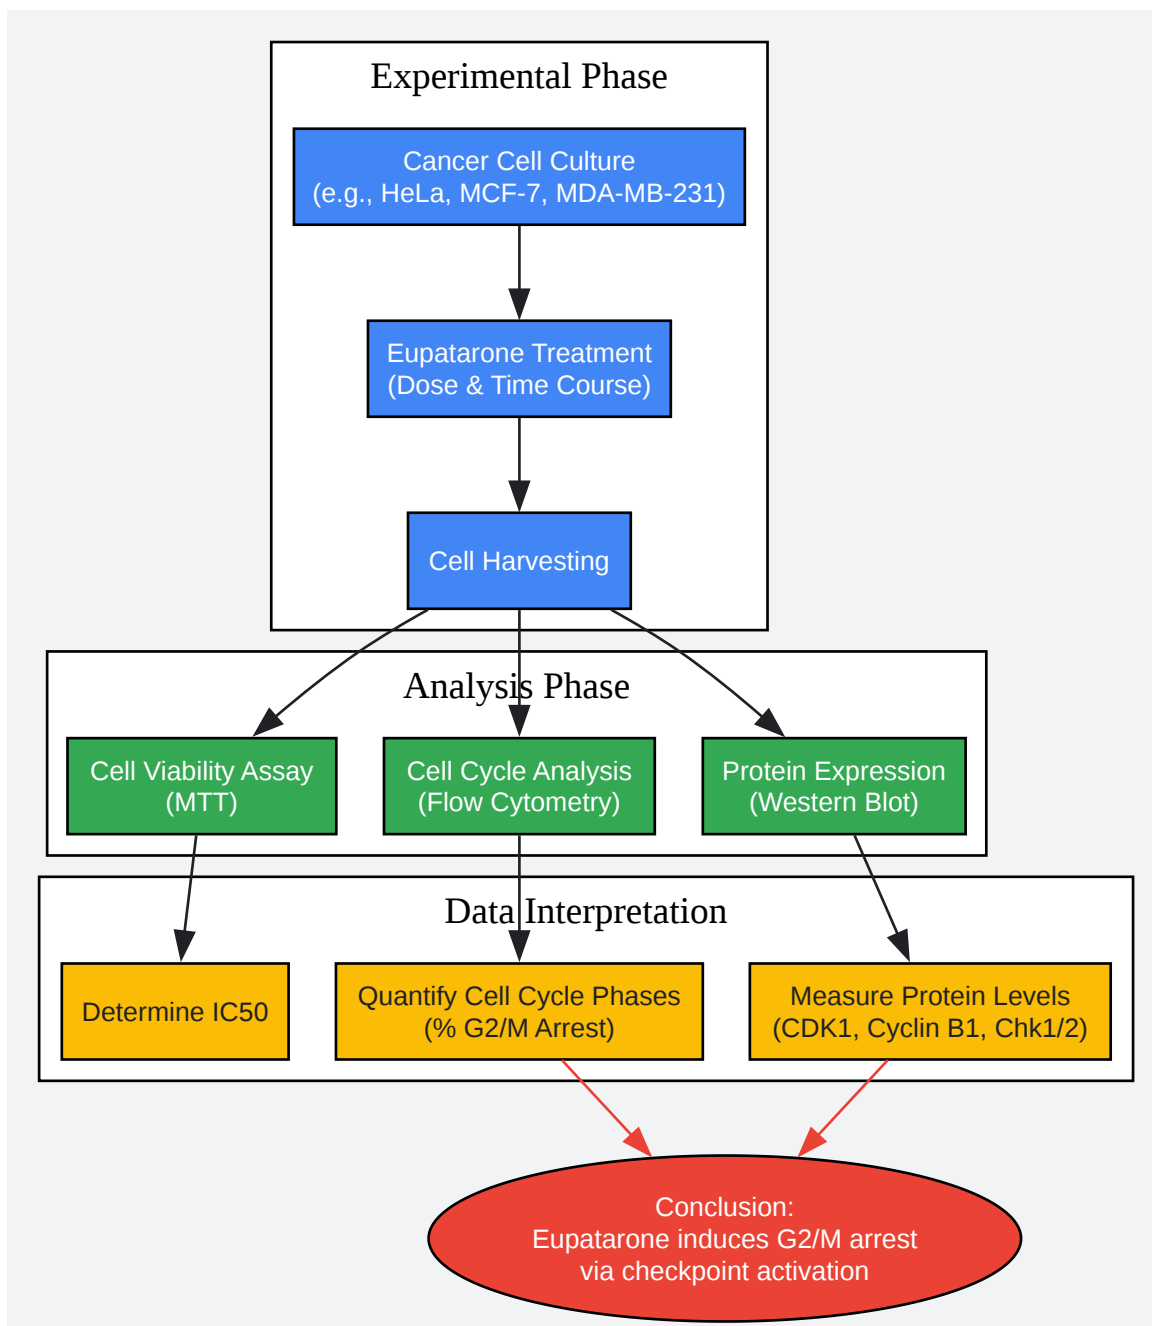 Experimental Phase
Cancer Cell Culture
(e.g., HeLa, MCF-7, MDA-MB-231)
Eupatarone Treatment
(Dose & Time Course)
Cell Harvesting
Analysis Phase
Cell Viability Assay
(MTT)
Cell Cycle Analysis
(Flow Cytometry)
Protein Expression
(Western Blot)
Data Interpretation
Determine IC50
Quantify Cell Cycle Phases
(% G2/M Arrest)
Measure Protein Levels
(CDK1, Cyclin B1, Chk1/2)
Conclusion:
Eupatarone induces G2/M arrest
via checkpoint activation